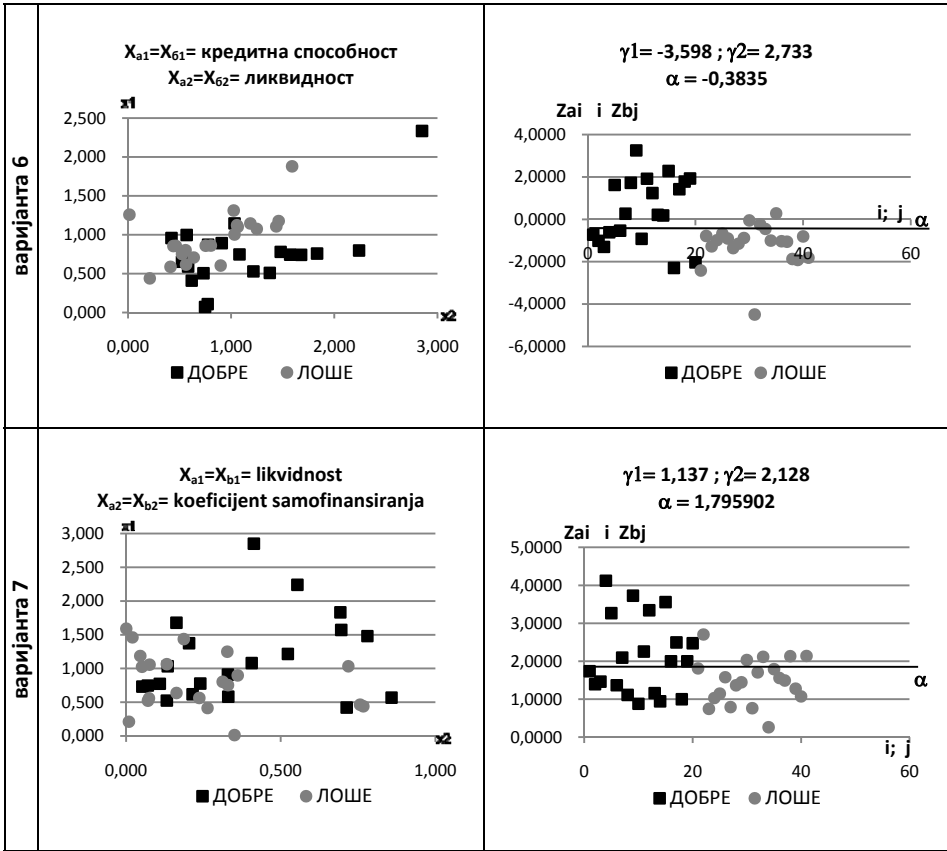 варијанта 6
Xa1=Xб1= кредитна способност
Xa2=Xб2= ликвидност
x1
2,500
2,000
1,500
1,000
0,500
0,000
x2
0,000 1,000 2,000 3,000
ДОБРЕ ЛОШЕ
γ1= -3,598 ; γ2= 2,733
α = -0,3835
Zai i Zbj
4,0000
2,0000
0,0000
-2,0000
-4,0000
-6,0000
i; j α
0 20 40 60
ДОБРЕ ЛОШЕ
варијанта 7
Xa1=Xb1= likvidnost
Xa2=Xb2= koeficijent samofinansiranja
x1
3,000
2,500
2,000
1,500
1,000
0,500
0,000
x2
0,000 0,500 1,000
ДОБРЕ ЛОШЕ
γ1= 1,137 ; γ2= 2,128
α = 1,795902
Zai i Zbj
5,0000
4,0000
3,0000
2,0000
1,0000
0,0000
α
i; j
0 20 40 60
ДОБРЕ ЛОШЕ